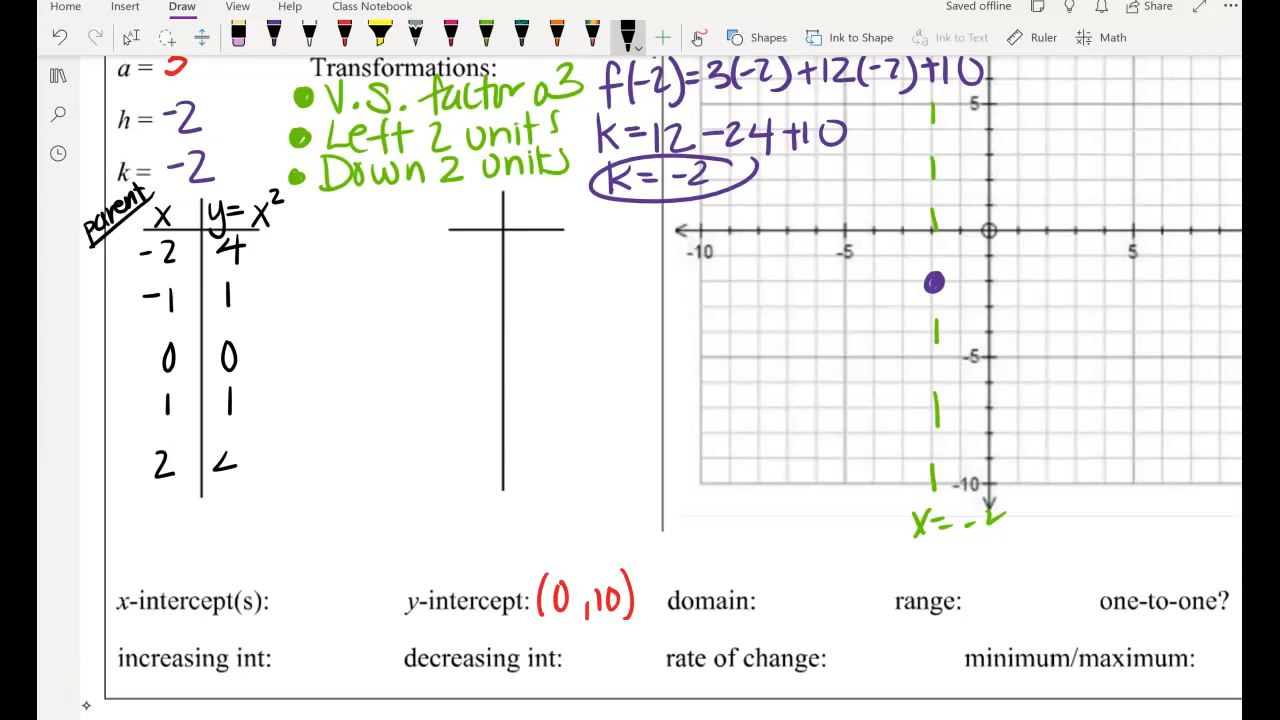 Home Insert Draw View Help Class Notebook Saved offline Share
Shapes Ink to Shape Ink to Text Ruler Math
a = 3 Transformations: f(-2)=3(-2)+12(-2)+10
• V.S. factor a3
h = -2 k=12-24+10
• Left 2 units
k = -2 • Down 2 units k=-2
parent x y=x²
-2 4
-1 1
0 0
1 1
2
5
-10 -5 5
-5
-10
x=-2
x-intercept(s): y-intercept: (0,10) domain: range: one-to-one?
increasing int: decreasing int: rate of change: minimum/maximum: